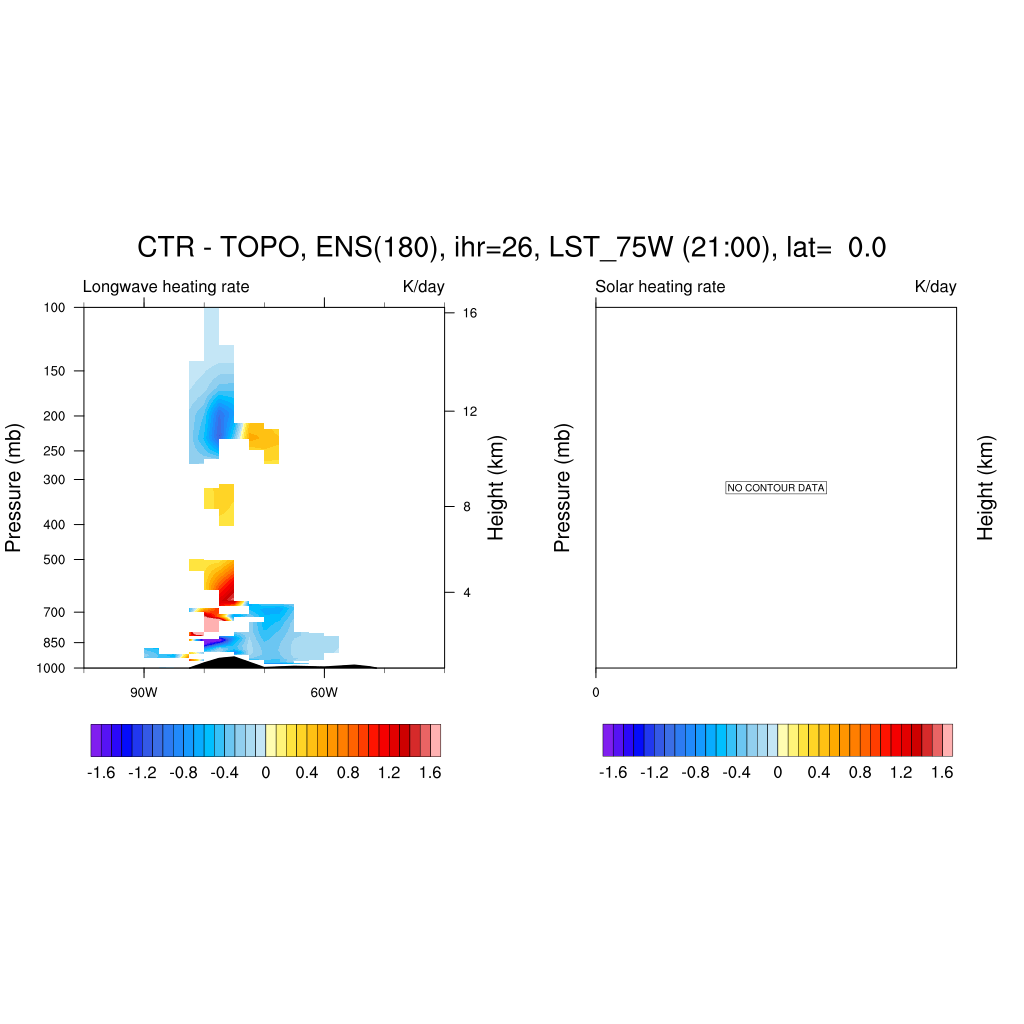 CTR - TOPO, ENS(180), ihr=26, LST_75W (21:00), lat=  0.0
Longwave heating rate
K/day
Pressure (mb)
100
150
200
250
300
400
500
700
850
1000
16
12
8
4
Height (km)
90W
60W
-1.6 -1.2 -0.8 -0.4 0 0.4 0.8 1.2 1.6
Solar heating rate
K/day
Pressure (mb)
NO CONTOUR DATA
Height (km)
0
-1.6 -1.2 -0.8 -0.4 0 0.4 0.8 1.2 1.6